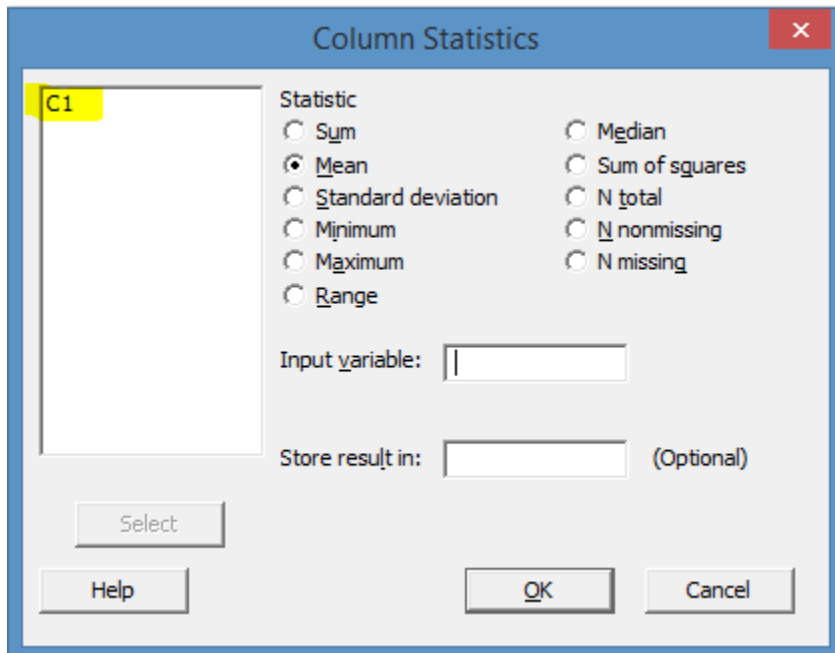 Column Statistics
C1
Statistic
Sum
Median
Mean
Sum of squares
Standard deviation
N total
Minimum
N nonmissing
Maximum
N missing
Range
Input variable:
Store result in:
(Optional)
Select
Help
OK
Cancel